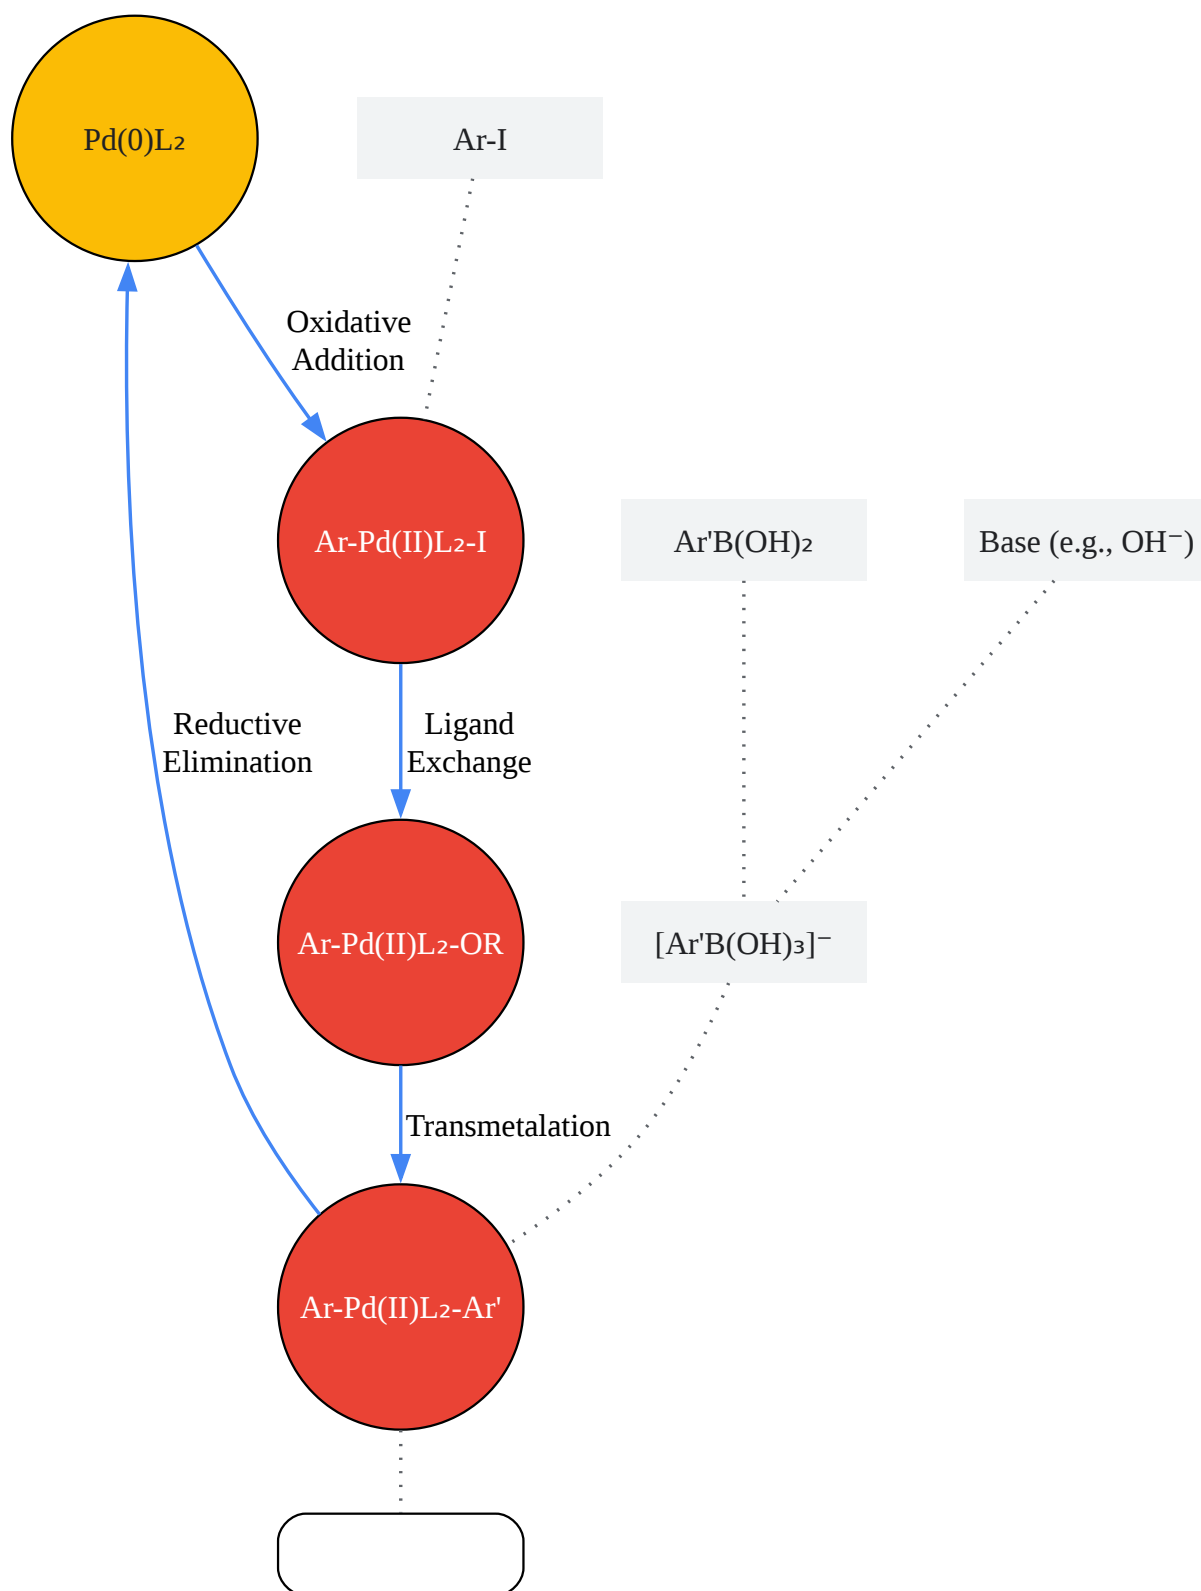 Pd(0)L₂
Ar-I
Oxidative
Addition
Ar-Pd(II)L₂-I
Ar'B(OH)₂
Base (e.g., OH⁻)
Reductive
Elimination
Ligand
Exchange
Ar-Pd(II)L₂-OR
[Ar'B(OH)₃]⁻
Transmetalation
Ar-Pd(II)L₂-Ar'